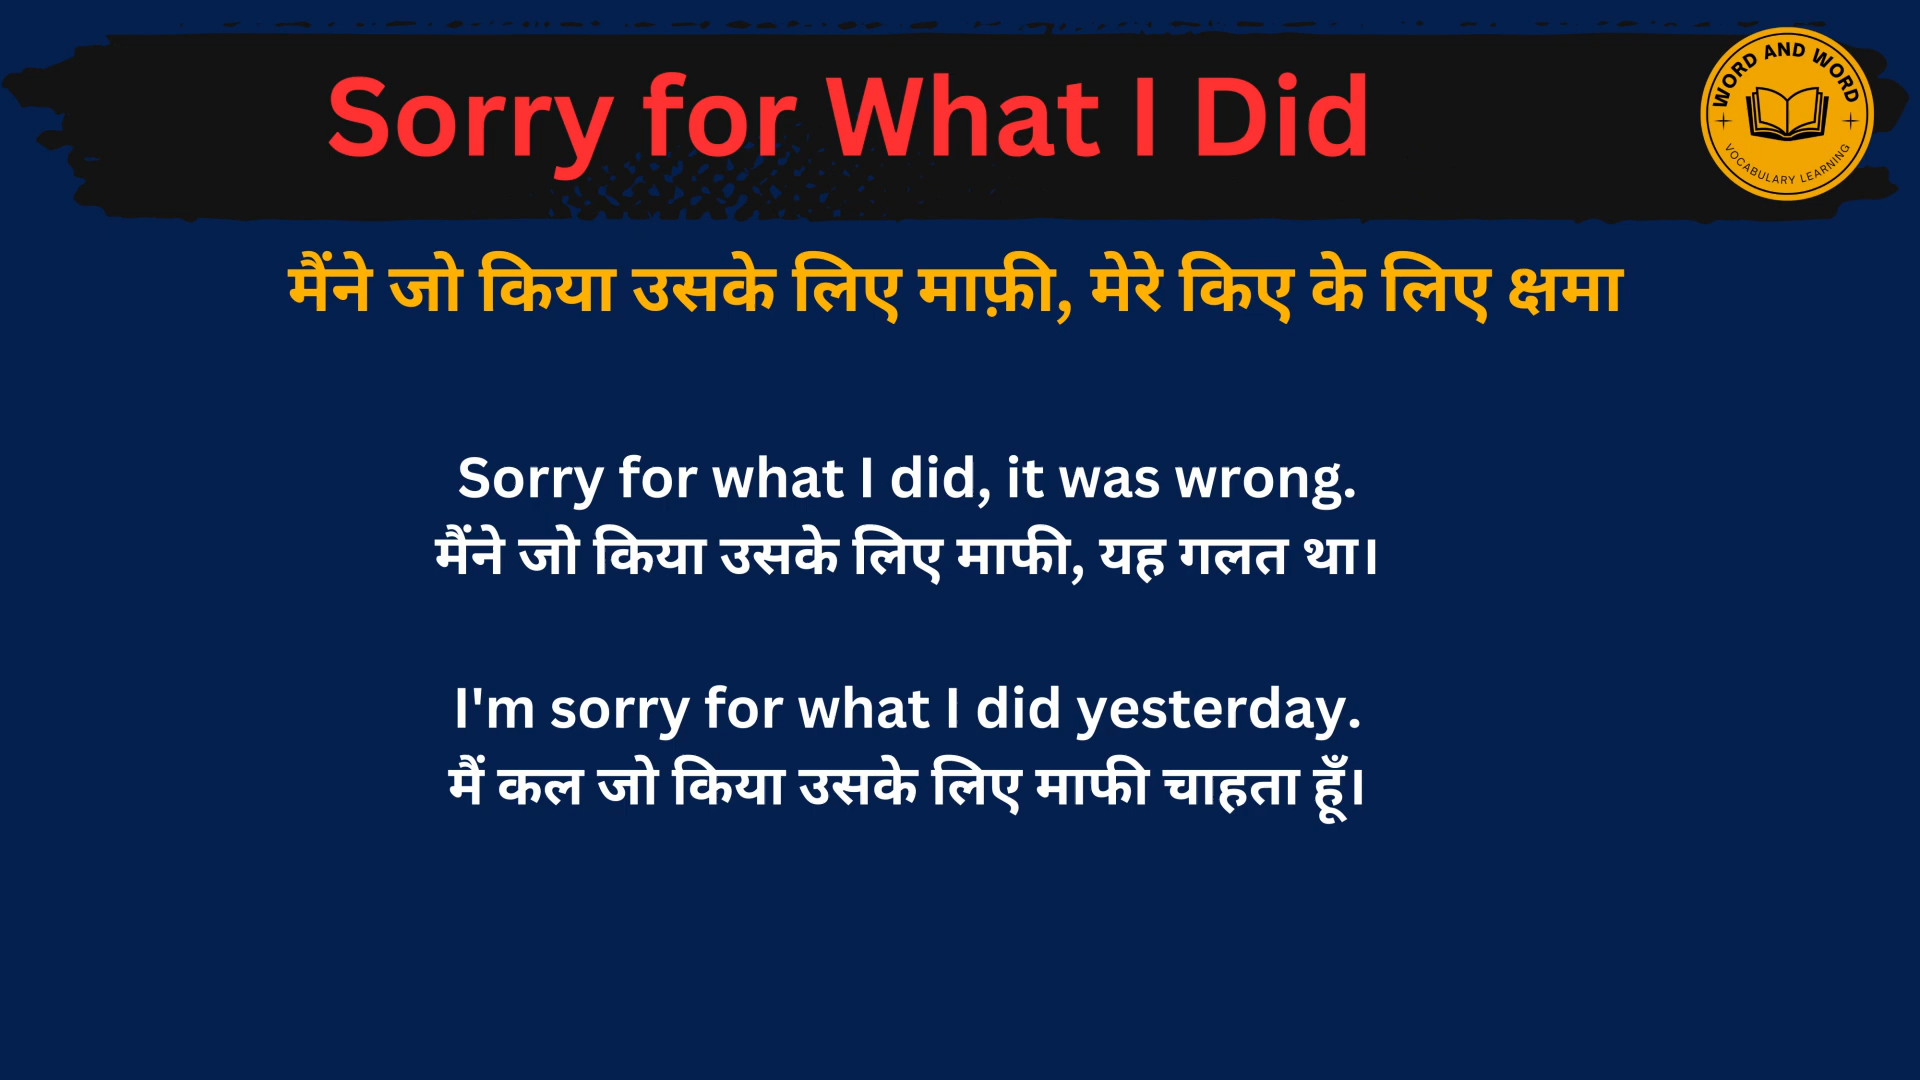 Sorry for What I Did
WORD AND WORD
VOCABULARY LEARNING
मैंने जो किया उसके लिए माफ़ी, मेरे किए के लिए क्षमा
Sorry for what I did, it was wrong.
मैंने जो किया उसके लिए माफी, यह गलत था।
I'm sorry for what I did yesterday.
मैं कल जो किया उसके लिए माफी चाहता हूँ।